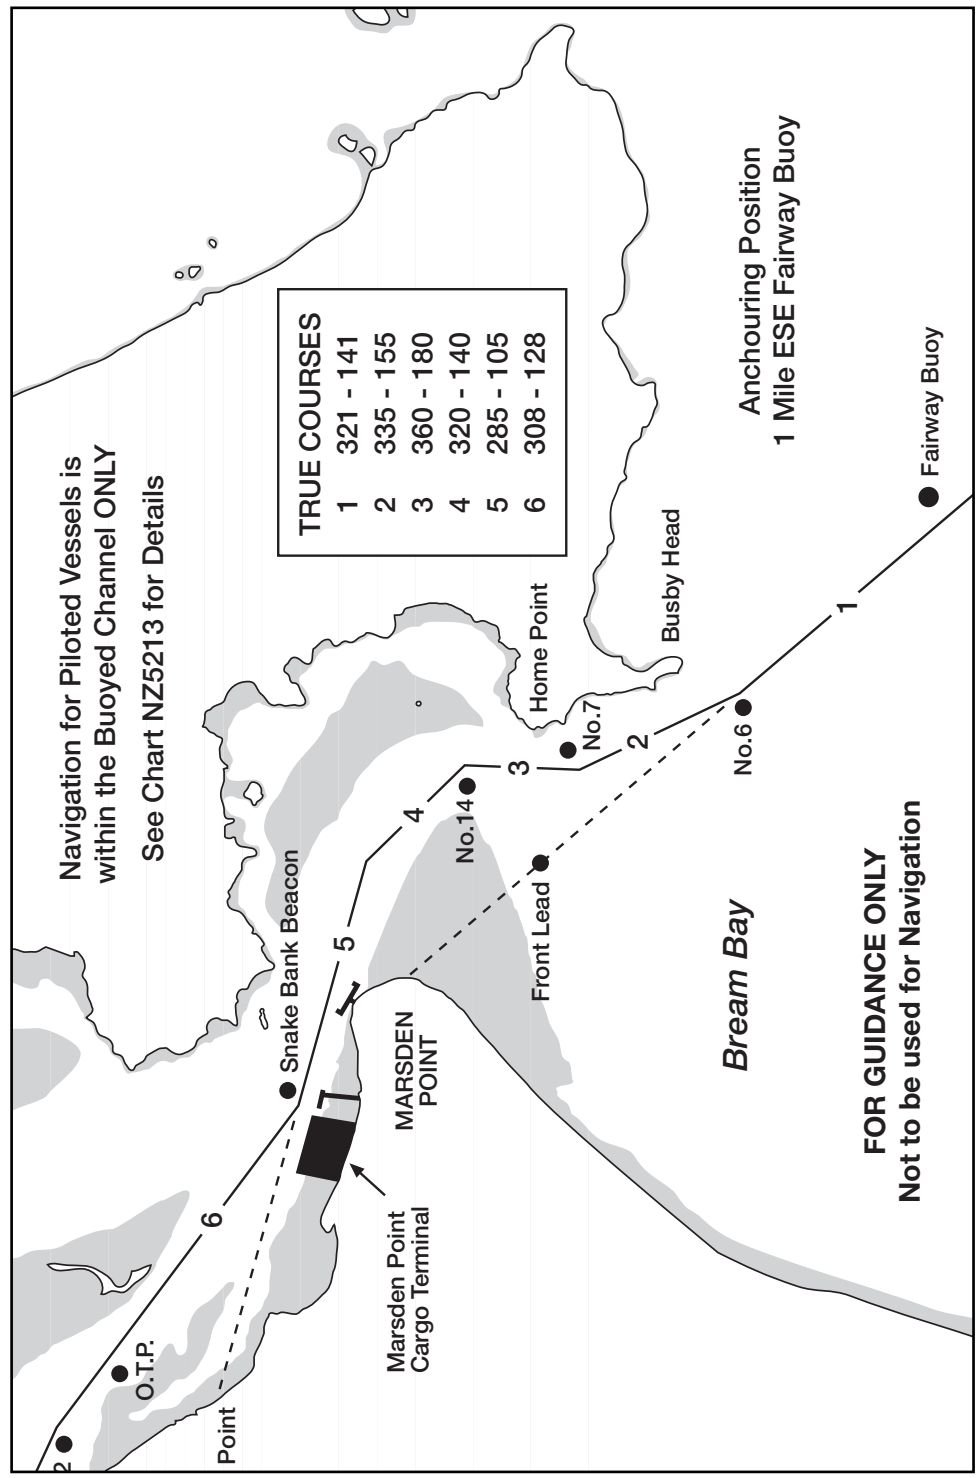 Navigation for Piloted Vessels is
within the Buoyed Channel ONLY
See Chart NZ5213 for Details
TRUE COURSES
1 321 - 141
2 335 - 155
3 360 - 180
4 320 - 140
5 285 - 105
6 308 - 128
Anchouring Position
1 Mile ESE Fairway Buoy
Fairway Buoy
Busby Head
Home Point
No.7
No.6
No.14
Front Lead
Snake Bank Beacon
MARSDEN
POINT
Marsden Point
Cargo Terminal
O.T.P.
Point
2
Bream Bay
FOR GUIDANCE ONLY
Not to be used for Navigation
1
2
3
4
5
6